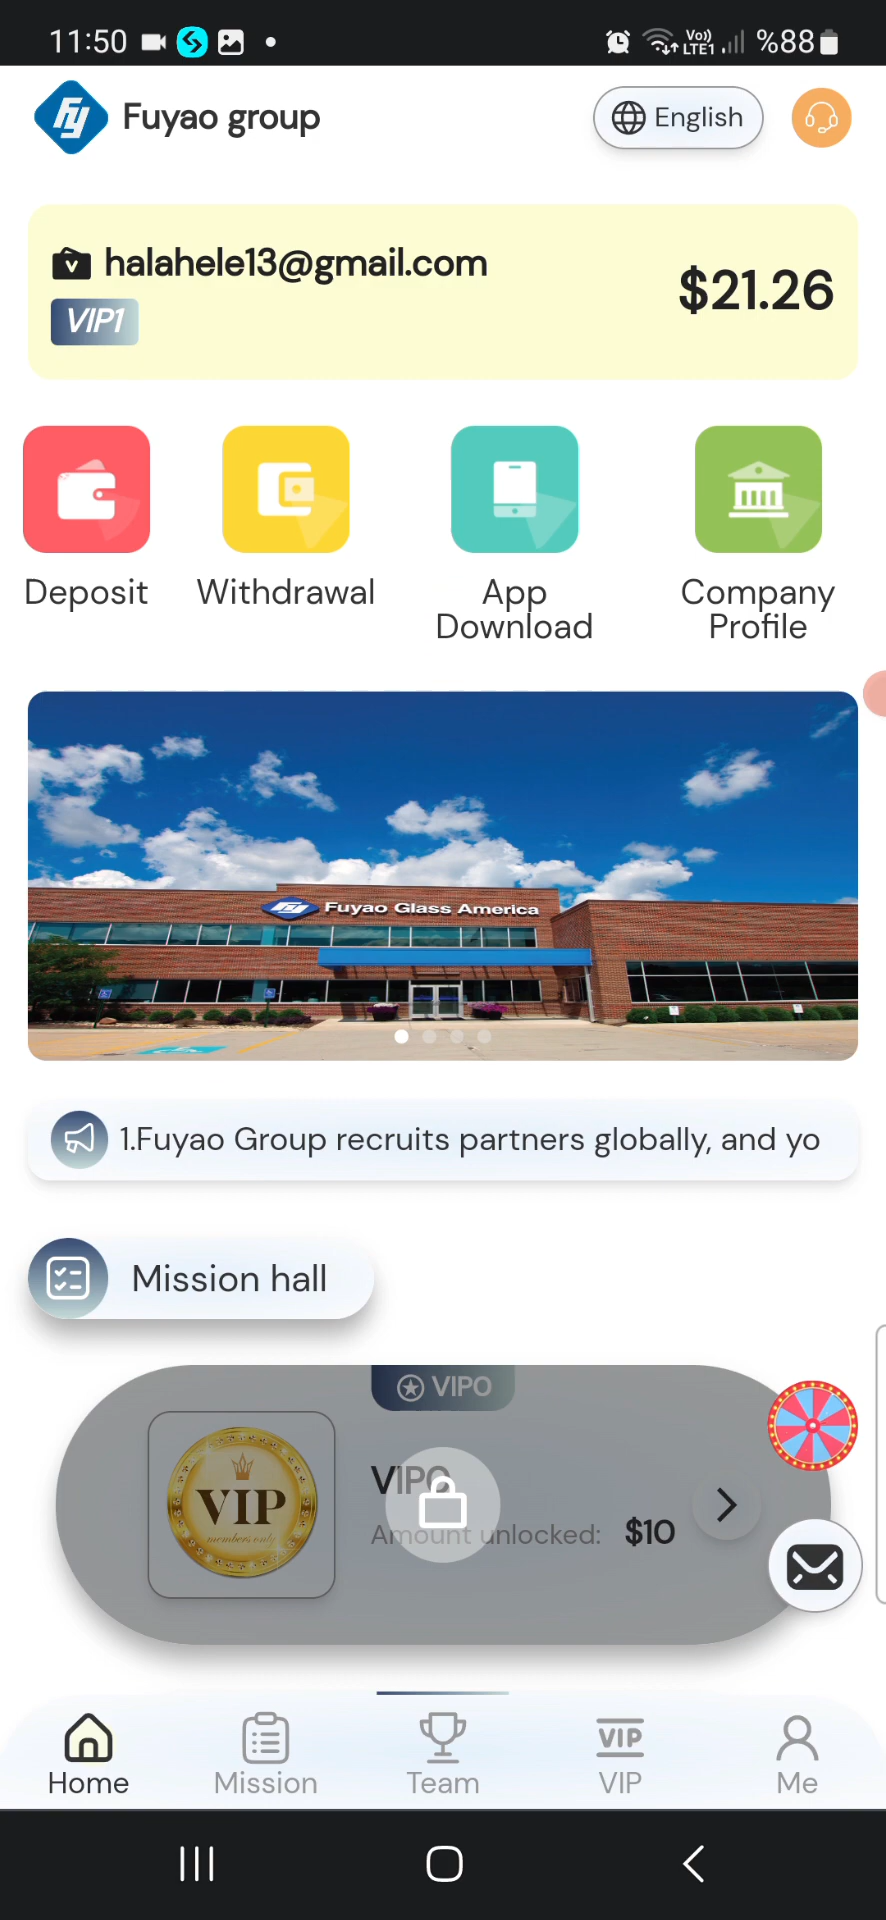 11:50
Vo))
LTE1
%88
Fuyao group
English
halahele13@gmail.com
VIP1
$21.26
Deposit
Withdrawal
App
Download
Company
Profile
Fuyao Glass America
1.Fuyao Group recruits partners globally, and yo
Mission hall
VIP0
VIP
members only
VIP0
Amount unlocked: $10
Home
Mission
Team
VIP
VIP
Me